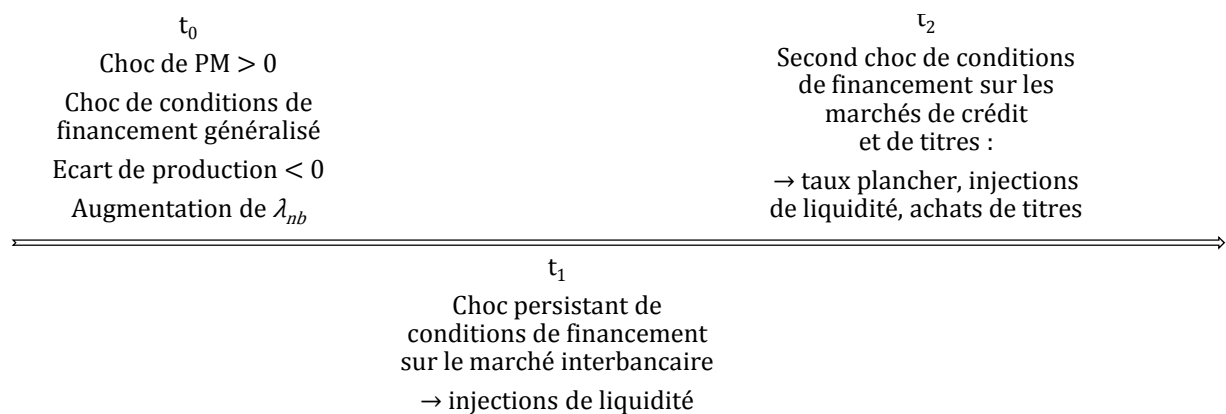 t₀
Choc de PM > 0
Choc de conditions de
financement généralisé
Ecart de production < 0
Augmentation de λnb
t₂
Second choc de conditions
de financement sur les
marchés de crédit
et de titres :
→ taux plancher, injections
de liquidité, achats de titres
t₁
Choc persistant de
conditions de financement
sur le marché interbancaire
→ injections de liquidité